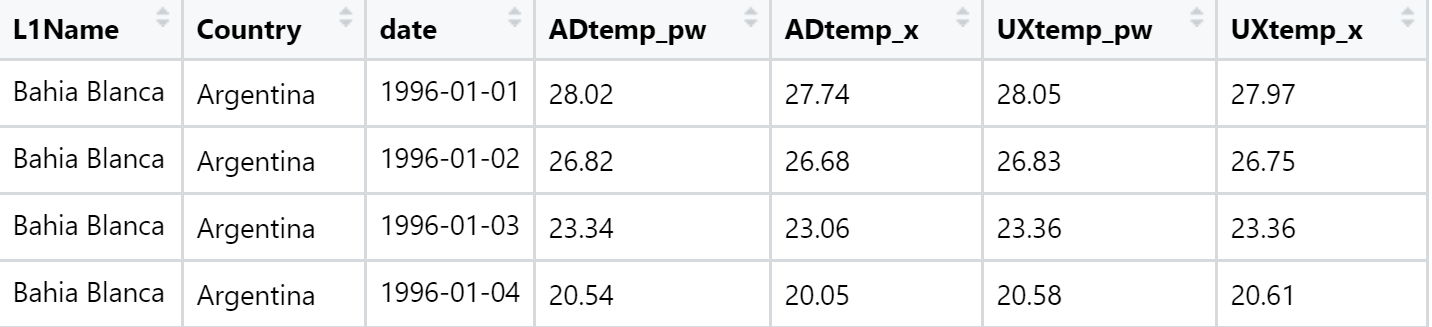 L1Name Country date ADtemp_pw ADtemp_x UXtemp_pw UXtemp_x
Bahia Blanca Argentina 1996-01-01 28.02 27.74 28.05 27.97
Bahia Blanca Argentina 1996-01-02 26.82 26.68 26.83 26.75
Bahia Blanca Argentina 1996-01-03 23.34 23.06 23.36 23.36
Bahia Blanca Argentina 1996-01-04 20.54 20.05 20.58 20.61